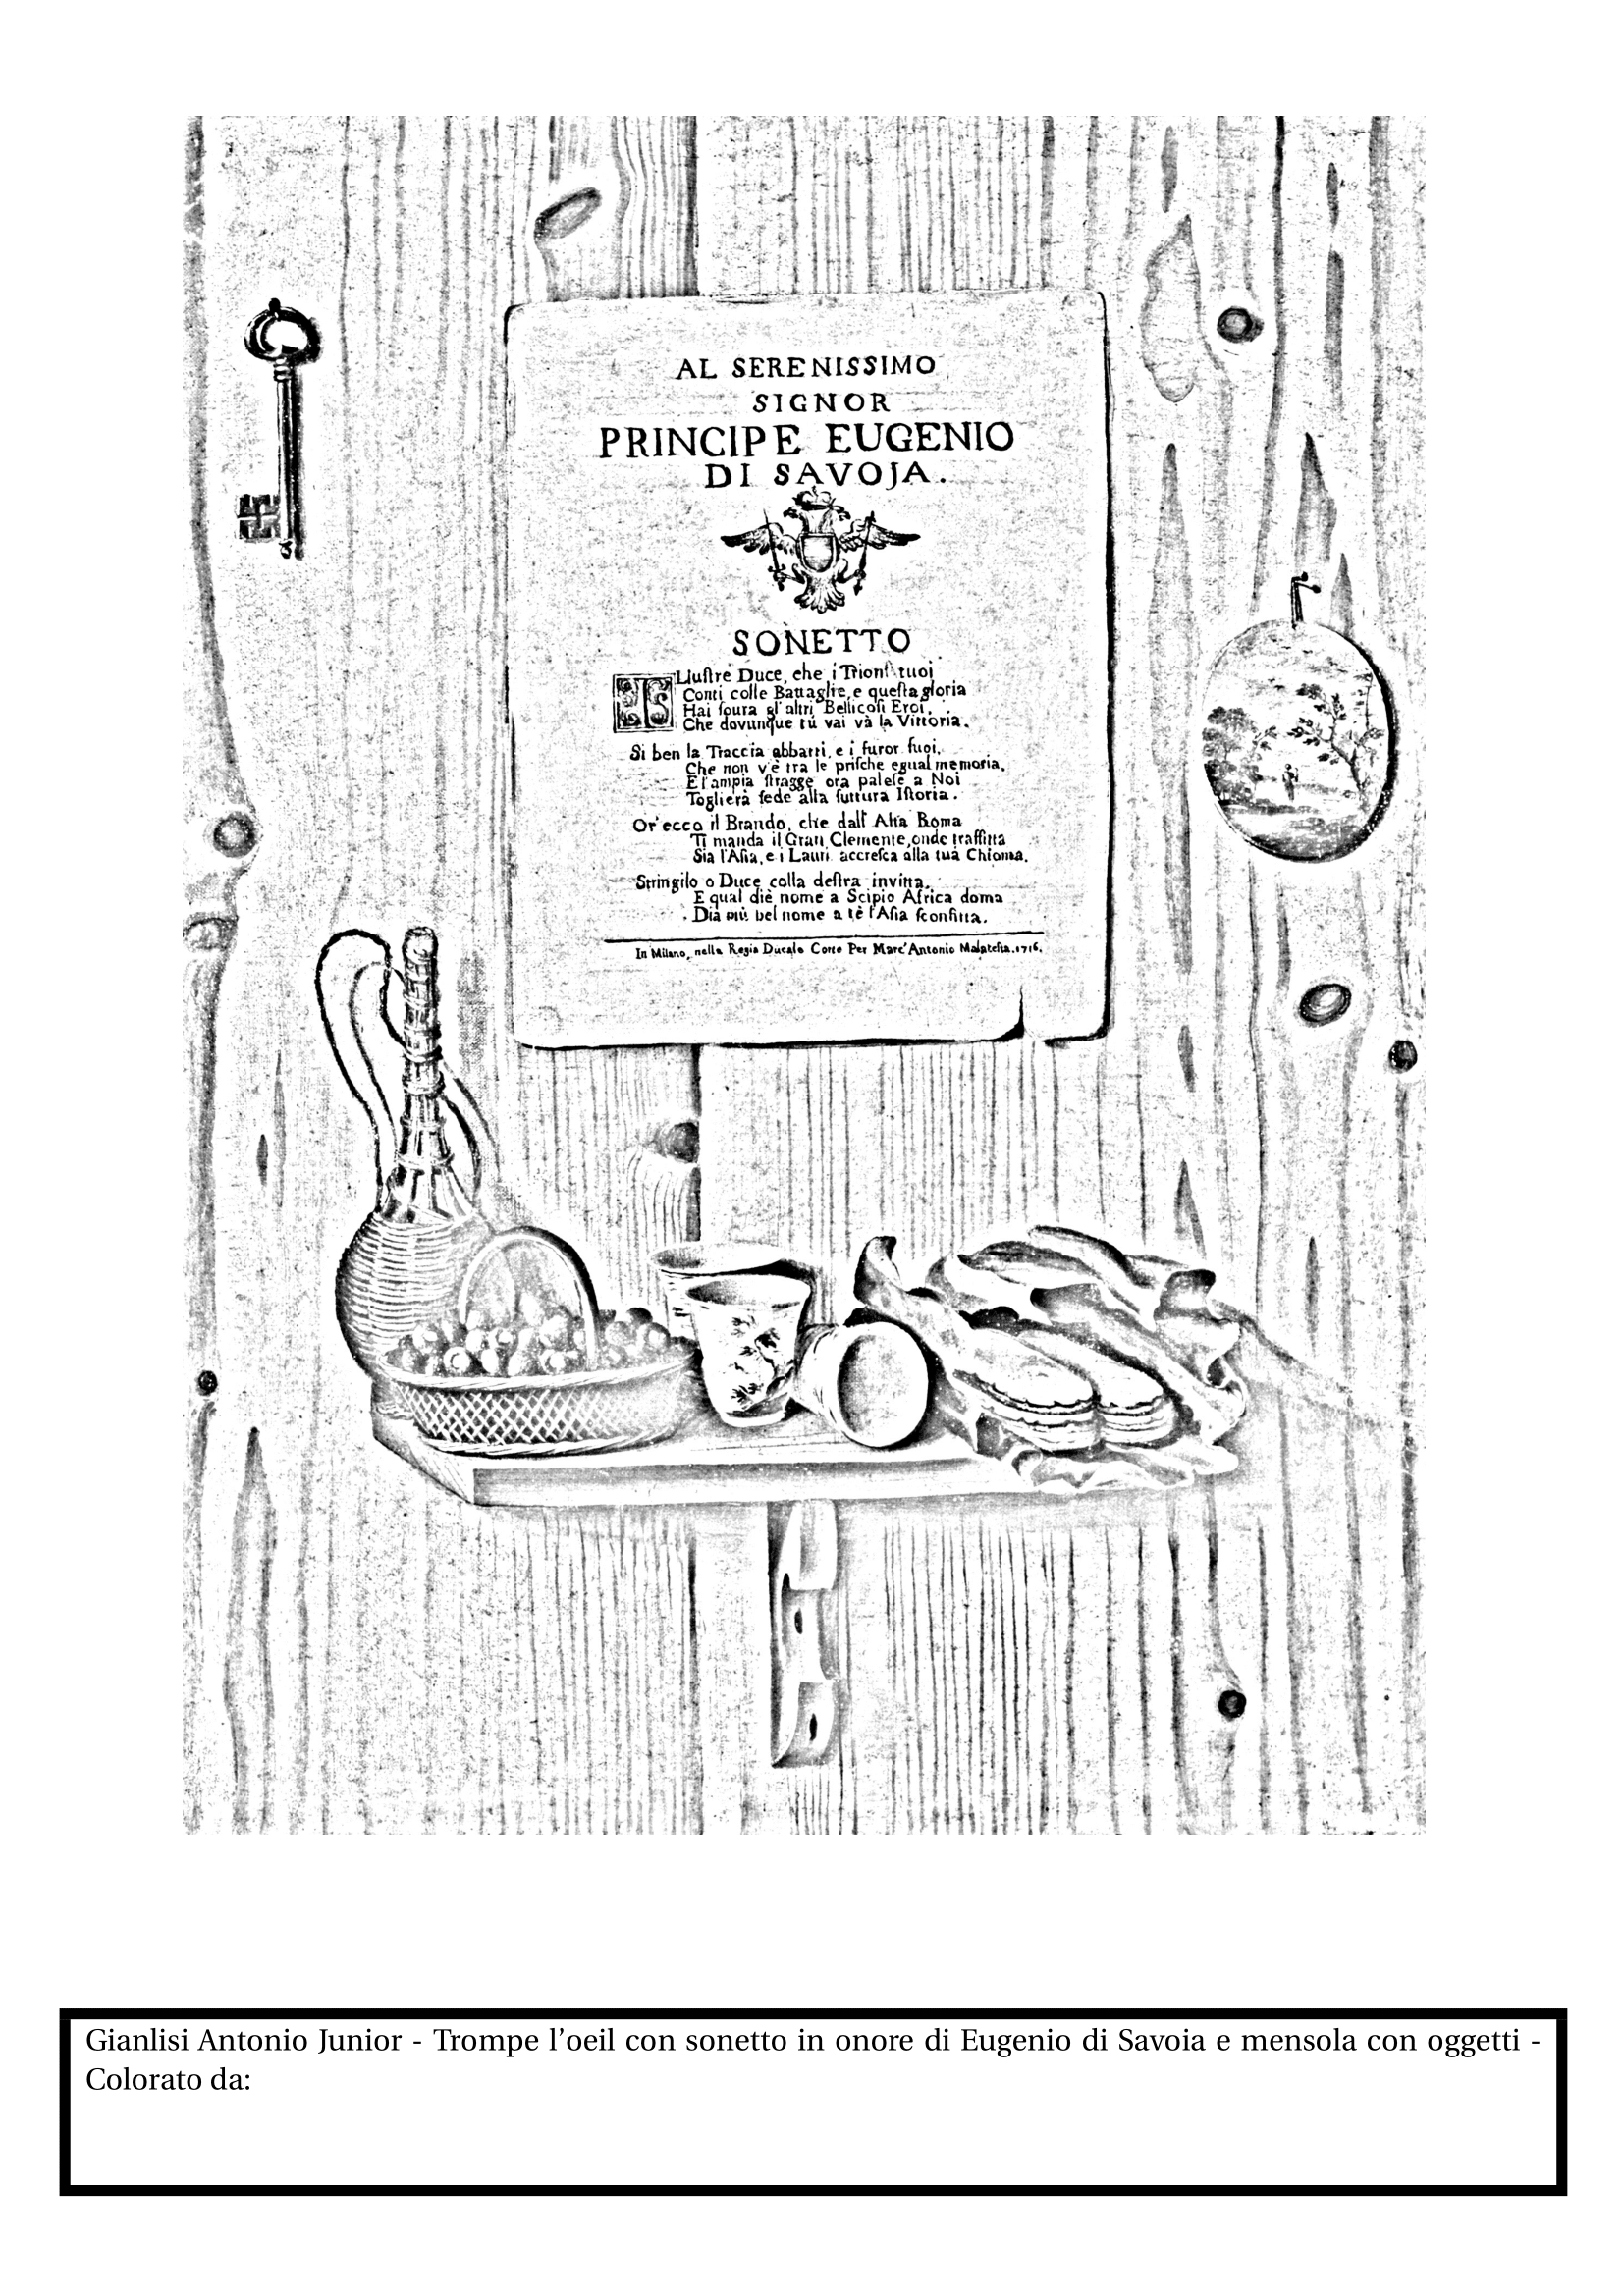 AL SERENISSIMO
SIGNOR
PRINCIPE EUGENIO
DI SAVOJA.
SONETTO
Lluſtre Duce, che i Trionf tuoi
Conti colle Battaglie, e queſta gloria
Hai ſoura gl'altri Bellicoſi Eroi,
Che dovunque tù vai và la Vittoria.
Si ben la Traccia abbatti, e i furor ſuoi,
Che non v'è tra le priſche egual memoria,
E l'ampia ſtragge ora paleſe a Noi
Toglierà fede alla futtura Iſtoria.
Or'ecco il Brando, che dall'Alta Roma
Ti manda il Gran Clemente, onde traffitta
Sia l'Aſia, e i Lauri accreſca alla tua Chioma.
Stringilo o Duce colla deſtra invitta,
E qual diè nome a Scipio Africa doma
Dia più bel nome a tè l'Aſia ſconfitta.
In Milano, nella Regia Ducale Corte Per Marc'Antonio Malateſta.1716.
Gianlisi Antonio Junior - Trompe l’oeil con sonetto in onore di Eugenio di Savoia e mensola con oggetti -
Colorato da: